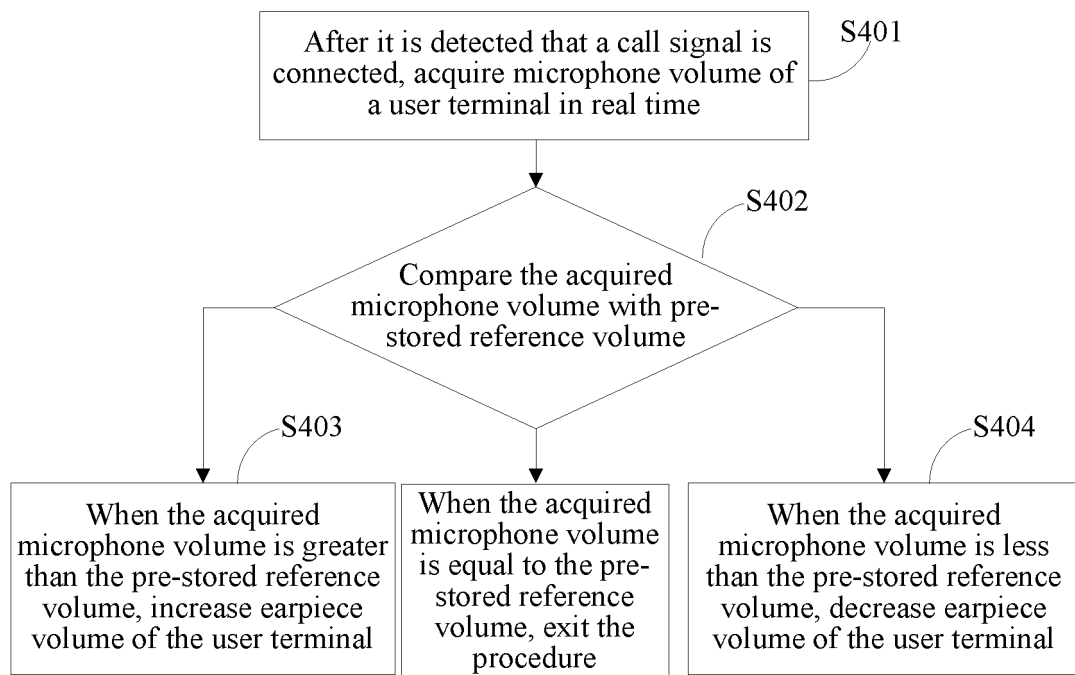 After it is detected that a call signal is
connected, acquire microphone volume of
a user terminal in real time
S401
Compare the acquired
microphone volume with pre-
stored reference volume
S402
S403
When the acquired
microphone volume is greater
than the pre-stored reference
volume, increase earpiece
volume of the user terminal
When the acquired
microphone volume
is equal to the pre-
stored reference
volume, exit the
procedure
S404
When the acquired
microphone volume is less
than the pre-stored reference
volume, decrease earpiece
volume of the user terminal